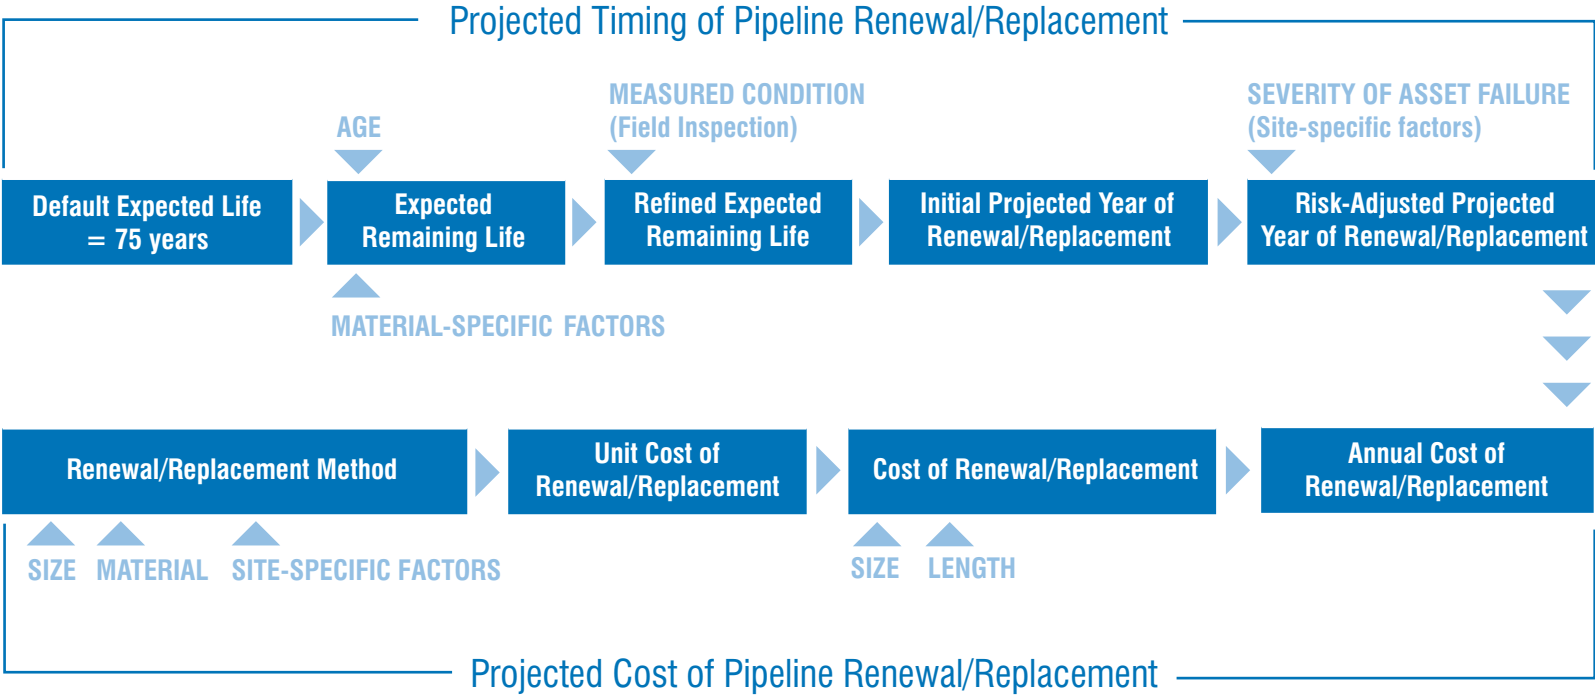 Projected Timing of Pipeline Renewal/Replacement
MEASURED CONDITION
(Field Inspection)
SEVERITY OF ASSET FAILURE
(Site-specific factors)
AGE
Default Expected Life
= 75 years
Expected
Remaining Life
Refined Expected
Remaining Life
Initial Projected Year of
Renewal/Replacement
Risk-Adjusted Projected
Year of Renewal/Replacement
MATERIAL-SPECIFIC FACTORS
Renewal/Replacement Method
Unit Cost of
Renewal/Replacement
Cost of Renewal/Replacement
Annual Cost of
Renewal/Replacement
SIZE
MATERIAL
SITE-SPECIFIC FACTORS
SIZE
LENGTH
Projected Cost of Pipeline Renewal/Replacement